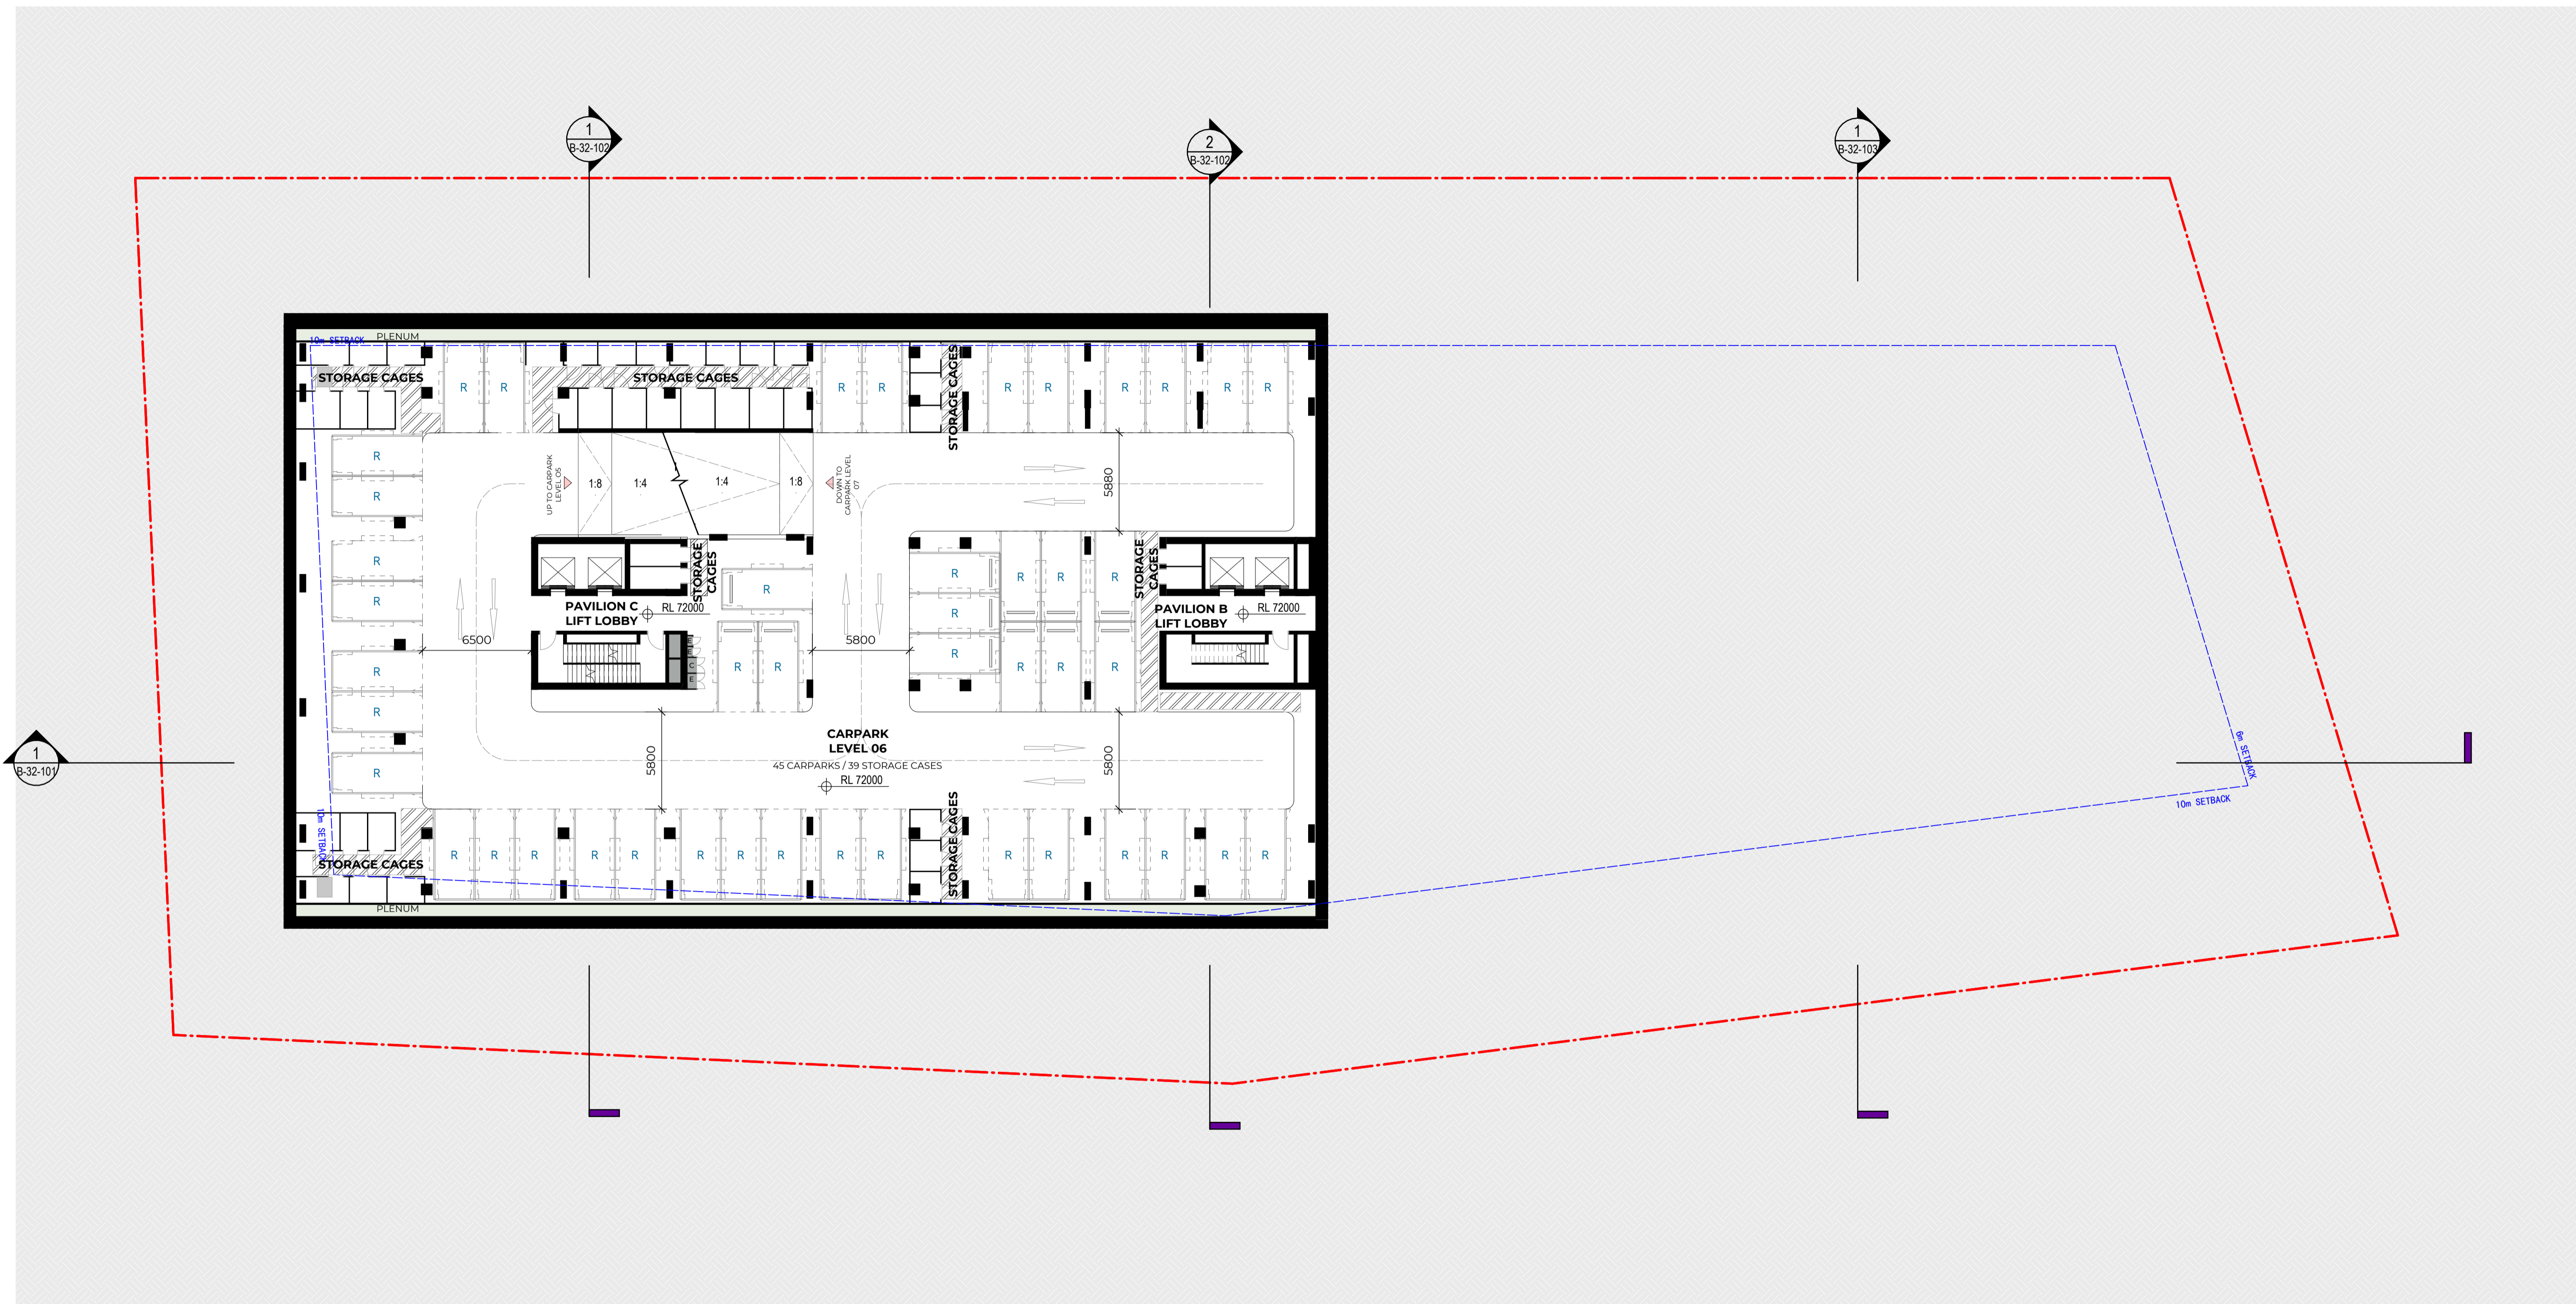 1
B-32-102
2
B-32-102
1
B-32-103
PLENUM
10m SETBACK
STORAGE CAGES
R
R
STORAGE CAGES
R
R
STORAGE CAGES
R
R
R
R
R
R
R
R
UP TO CARPARK
LEVEL 05
1:8
1:4
1:4
1:8
DOWN TO
CARPARK LEVEL
07
5880
R
R
STORAGE
CAGES
R
R
R
R
R
R
STORAGE
CAGES
PAVILION C
LIFT LOBBY
RL 72000
R
PAVILION B
LIFT LOBBY
RL 72000
6500
5800
R
R
C
E
R
R
R
R
R
R
R
5800
CARPARK
LEVEL 06
45 CARPARKS / 39 STORAGE CASES
RL 72000
5800
1
B-32-101
6m SETBACK
10m SETBACK
10m SETBACK
STORAGE CAGES
R
R
R
R
R
R
R
R
R
R
STORAGE CAGES
R
R
R
R
R
R
PLENUM